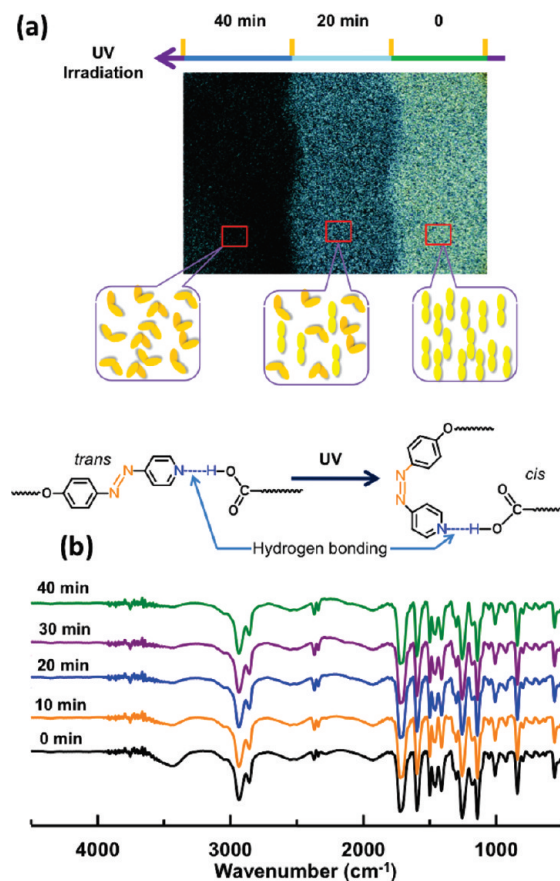 (a)
40 min 20 min 0
UV
Irradiation
trans
cis
UV
O
N
N
N
H
O
O
O
N
N
N
H
O
O
Hydrogen bonding
(b)
40 min
30 min
20 min
10 min
0 min
4000 3000 2000 1000
Wavenumber (cm-1)